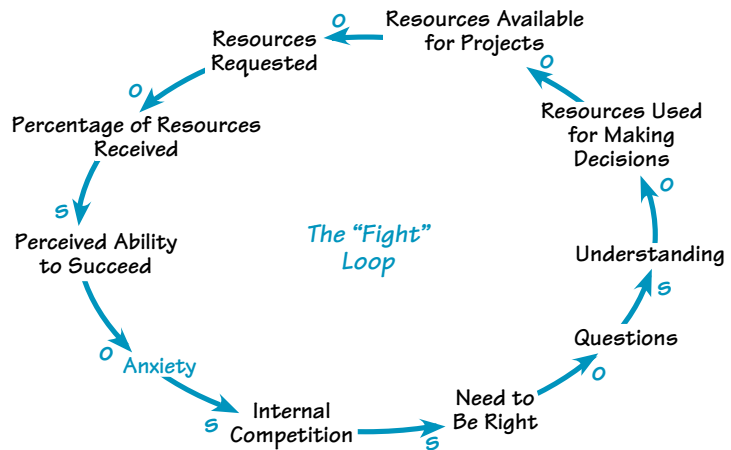 Resources Available
for Projects
O
Resources
Requested
O
Percentage of Resources
Received
S
Perceived Ability
to Succeed
O
Anxiety
S
Internal
Competition
S
Need to
Be Right
O
Questions
S
Understanding
O
Resources Used
for Making
Decisions
O
The “Fight”
Loop